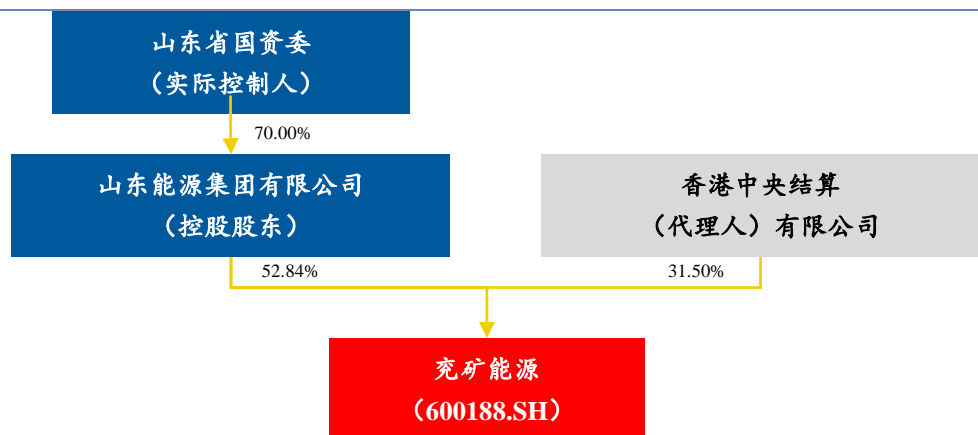 山东省国资委
（实际控制人）
70.00%
山东能源集团有限公司
（控股股东）
香港中央结算
（代理人）有限公司
52.84%
31.50%
兖矿能源
（600188.SH）